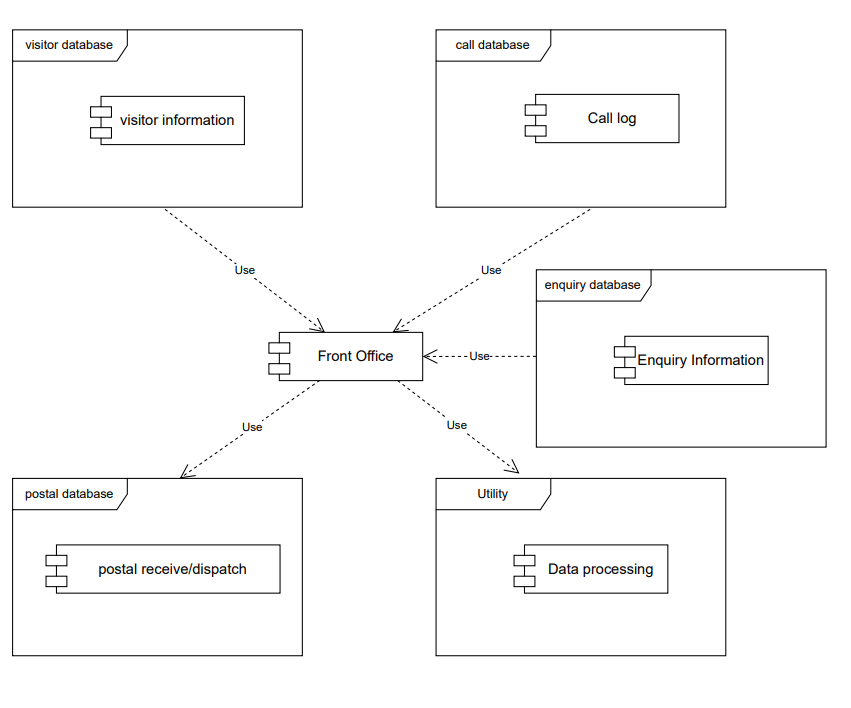 visitor database
call database
visitor information
Call log
Use
Use
enquiry database
Front Office
Use
Enquiry Information
Use
Use
postal database
Utility
postal receive/dispatch
Data processing